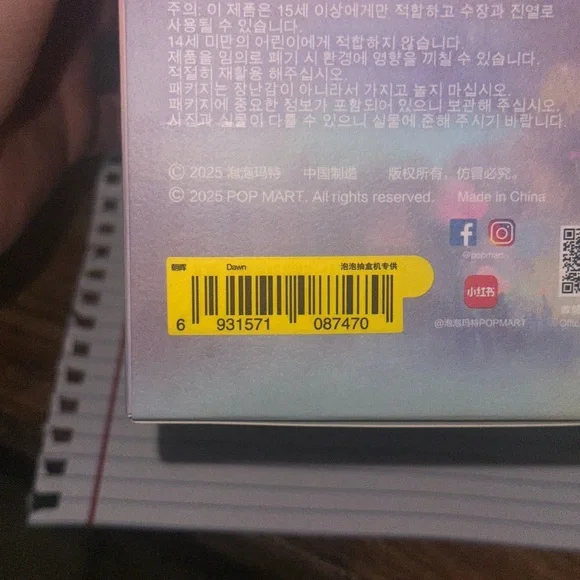 주의: 이 제품은 15세 이상에게만 적합하고 수장과 진열로
사용될 수 있습니다.
14세 미만의 어린이에게 적합하지 않습니다.
제품을 임의로 폐기 시 환경에 영향을 끼칠 수 있습니다.
적절히 재활용 해주십시오.
패키지는 장난감이 아니라서 가지고 놀지 마십시오.
패키지에 중요한 정보가 포함되어 있으니 보관해 주십시오.
사진과 실물이 다를 수 있으니 실물에 준해 주시기 바랍니다.
© 2025 泡泡玛特 中国制造 版权所有，仿冒必究。
© 2025 POP MART. All rights reserved. Made in China
@popmart
朝晖 Dawn 泡泡抽盒机专供
6 931571 087470
小红书
@泡泡玛特POPMART